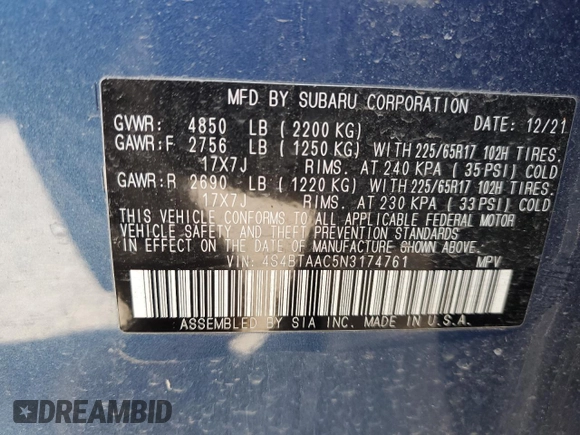 MFD BY SUBARU CORPORATION DATE: 12/21
GVWR: 4850 LB (2200 KG)
GAWR:F 2756 LB (1250 KG) WITH 225/65R17 102H TIRES.
17X7J RIMS. AT 240 KPA (35 PSI) COLD
GAWR:R 2690 LB (1220 KG) WITH 225/65R17 102H TIRES.
17X7J RIMS. AT 230 KPA (33 PSI) COLD
THIS VEHICLE CONFORMS TO ALL APPLICABLE FEDERAL MOTOR
VEHICLE SAFETY AND THEFT PREVENTION STANDARDS
IN EFFECT ON THE DATE OF MANUFACTURE SHOWN ABOVE.
VIN: 4S4BTAAC5N3174761 MPV
ASSEMBLED BY SIA INC. MADE IN U.S.A.
DREAMBID